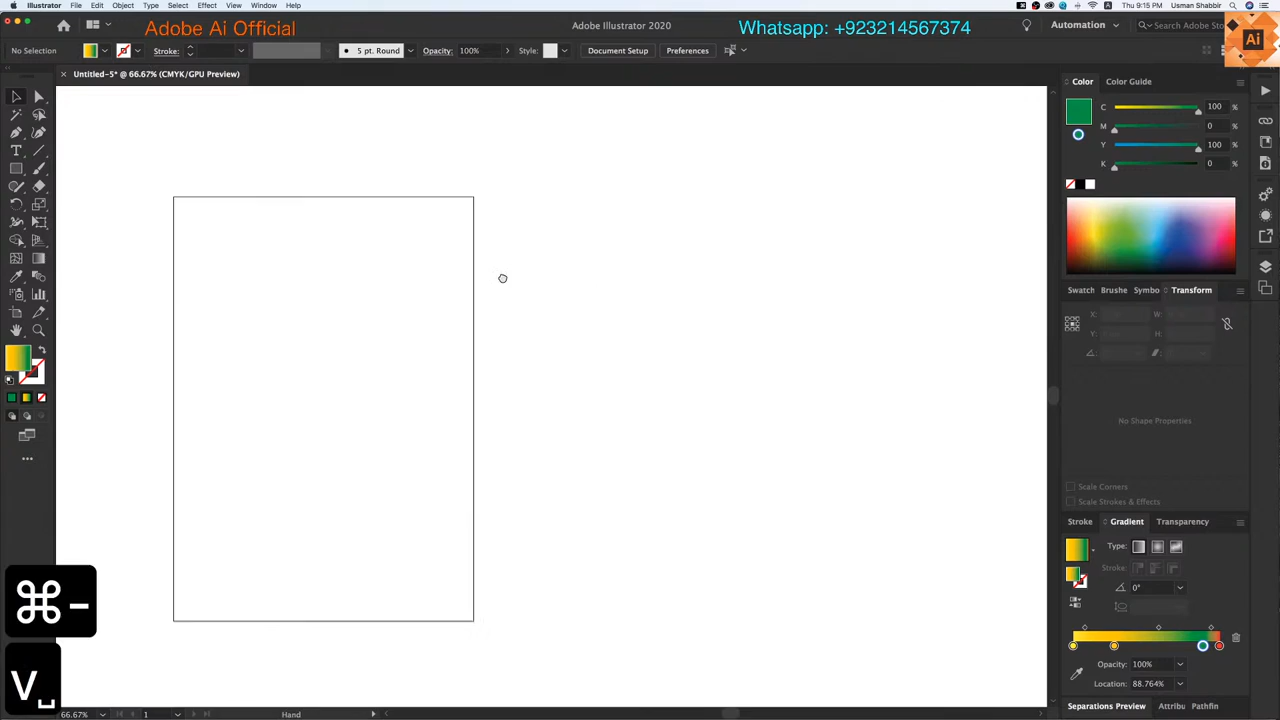 Illustrator File Edit Object Type Select Effect View Window Help
Thu 9:15 PM Usman Shabbir
Adobe Ai Official
Adobe Illustrator 2020
Whatsapp: +923214567374
Automation
Search Adobe Sto
Ai
No Selection
Stroke:
5 pt. Round
Opacity: 100%
Style:
Document Setup
Preferences
Untitled-5* @ 66.67% (CMYK/GPU Preview)
Color
Color Guide
C 100 %
M 0 %
Y 100 %
K 0 %
Swatch Brushe Symbo Transform
X: W:
Y: H:
No Shape Properties
Scale Corners
Scale Strokes & Effects
Stroke Gradient Transparency
Type:
Stroke:
0°
Opacity: 100%
Location: 88.764%
Separations Preview Attribu Pathfin
⌘-
V
66.67% 1 Hand